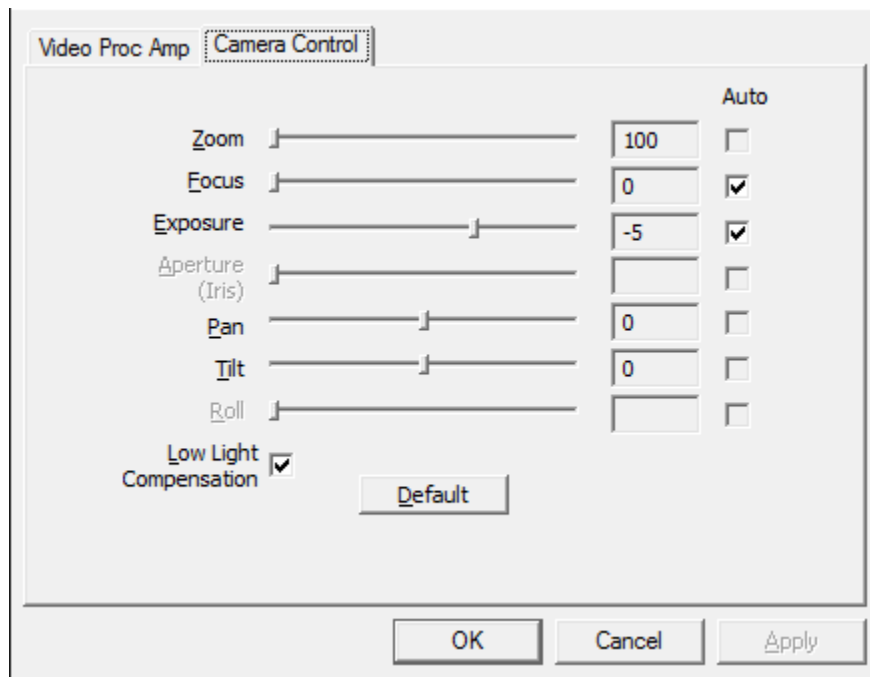 Video Proc Amp Camera Control
Auto
Zoom 100
Focus 0
Exposure -5
Aperture
(Iris)
Pan 0
Tilt 0
Roll
Low Light
Compensation
Default
OK Cancel Apply